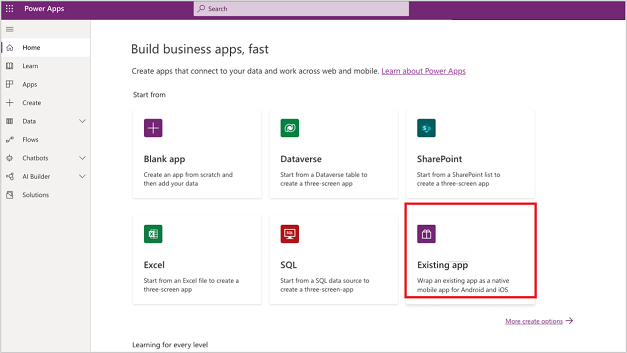 Power Apps
Search
Home
Learn
Apps
Create
Data
Flows
Chatbots
AI Builder
Solutions
Build business apps, fast
Create apps that connect to your data and work across web and mobile. Learn about Power Apps
Start from
Blank app
Create an app from scratch and
then add your data
Dataverse
Start from a Dataverse table to
create a three-screen app
SharePoint
Start from a SharePoint list to
create a three-screen app
Excel
Start from an Excel file to create a
three-screen app
SQL
Start from a SQL data source to
create a three-screen-app
Existing app
Wrap an existing app as a native
mobile app for Android and iOS
More create options
Learning for every level